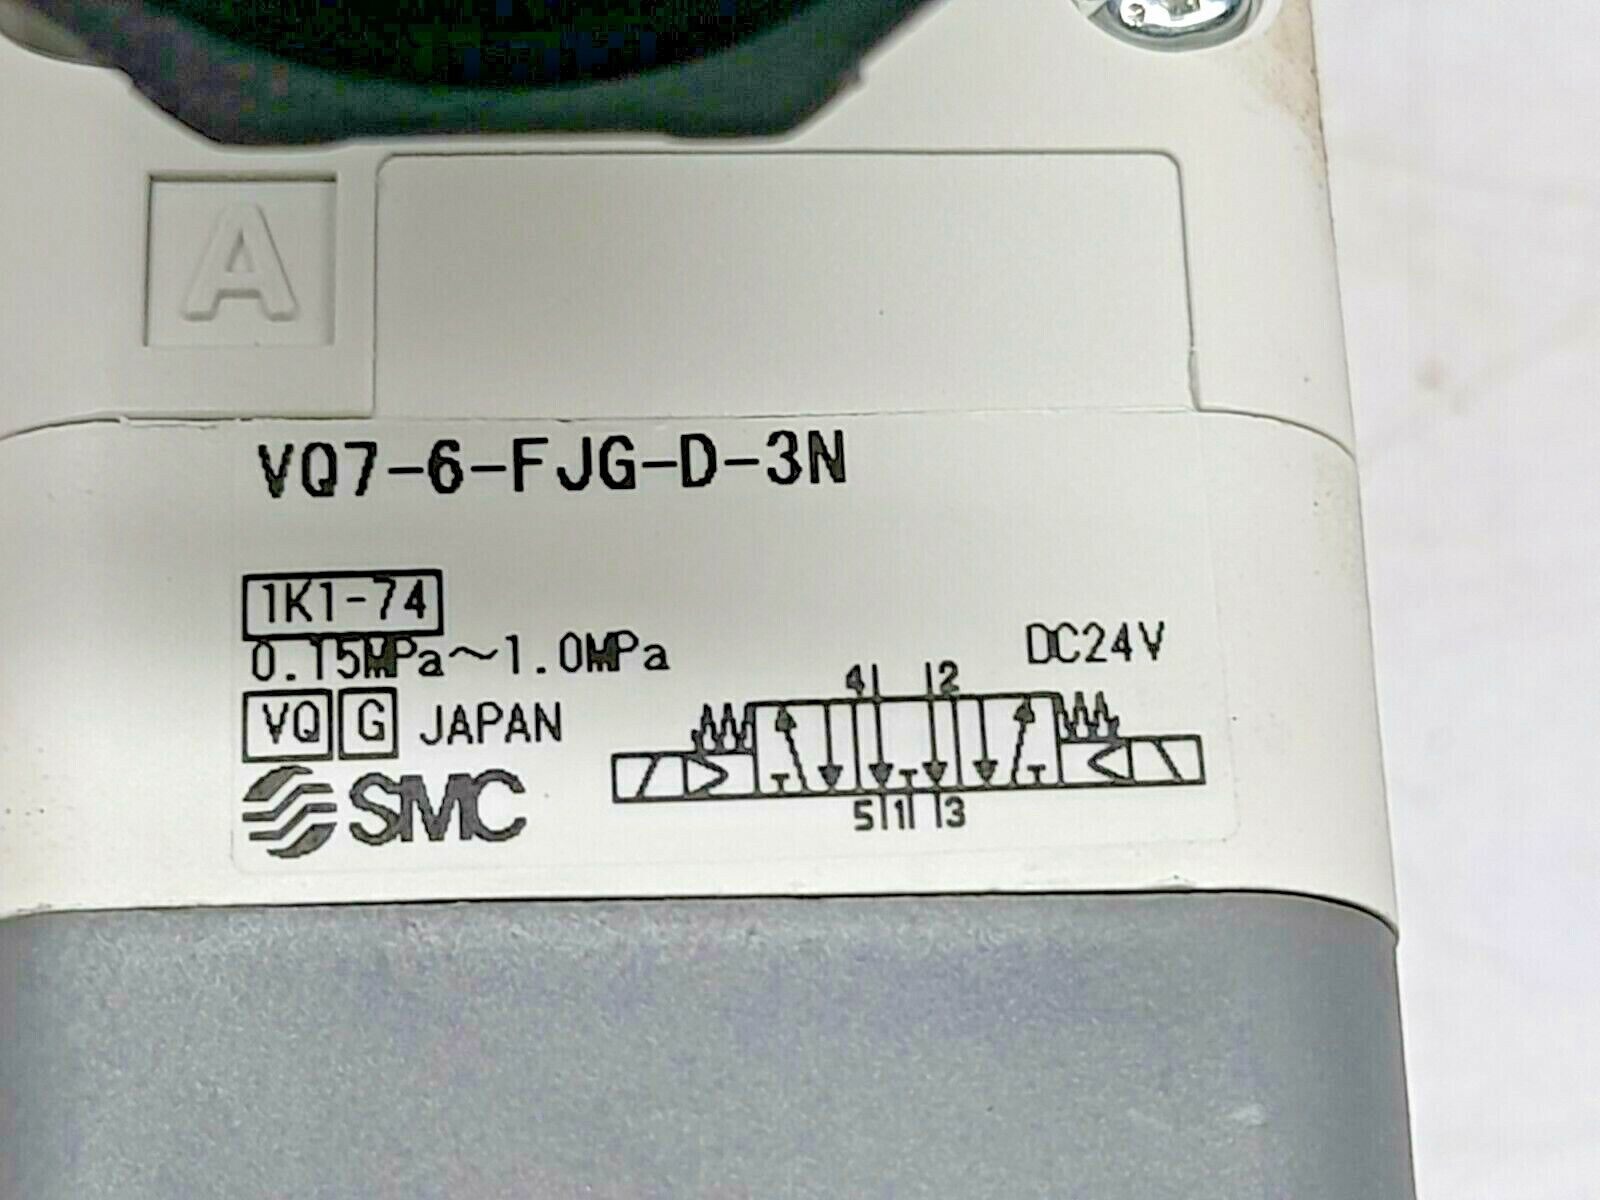 A
VQ7-6-FJG-D-3N
1K1-74
0.15MPa～1.0MPa
DC24V
4 2
VQ G JAPAN
5 1 3
SMC